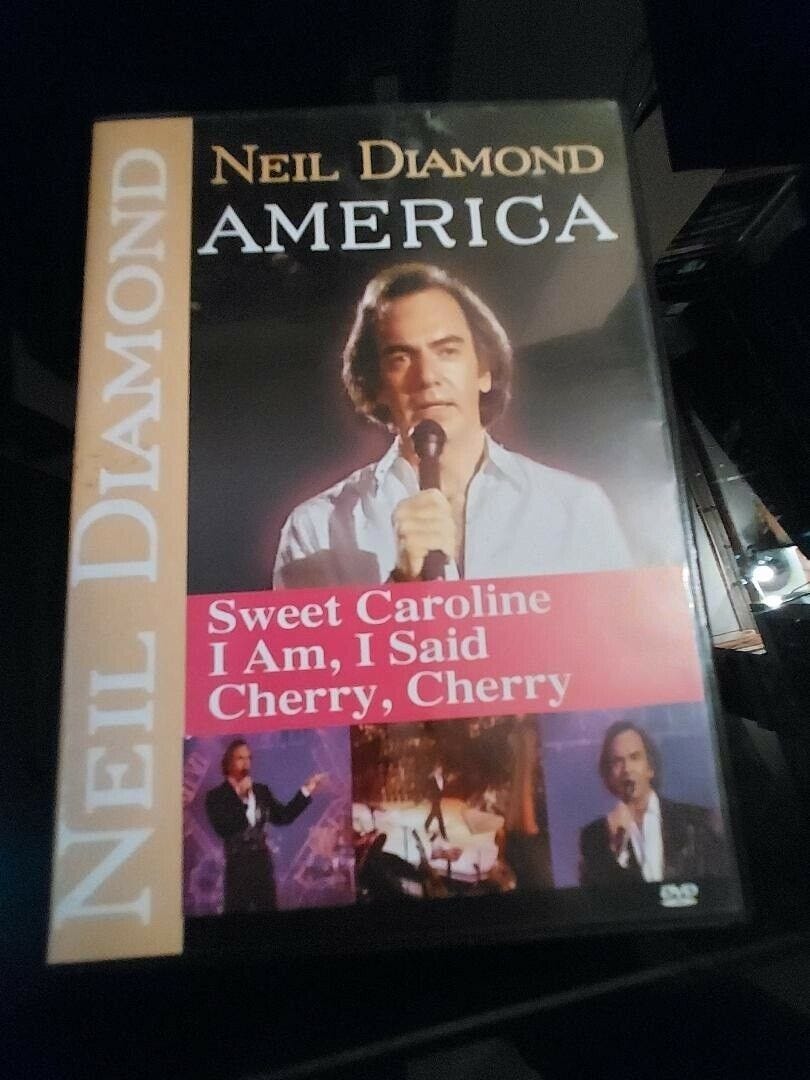 NEIL DIAMOND
NEIL DIAMOND
AMERICA
Sweet Caroline
I Am, I Said
Cherry, Cherry
DVD